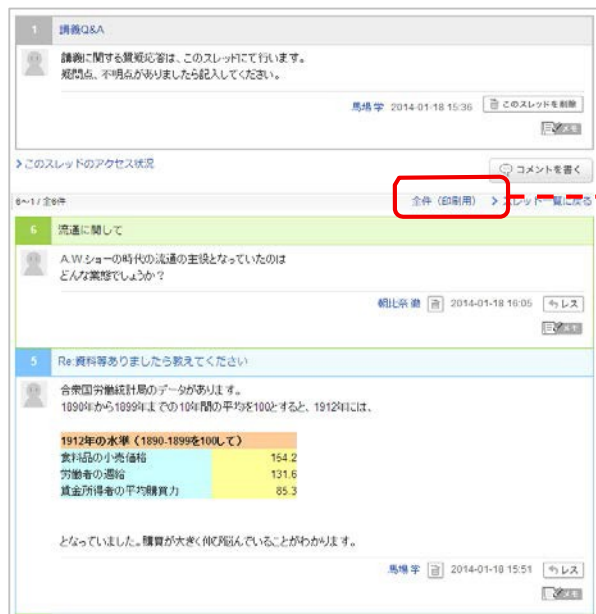 1 講義Q&A
講義に関する質疑応答は、このスレッドにて行います。
疑問点、不明点がありましたら記入してください。
馬場 学 2014-01-18 15:36 このスレッドを削除
メモ
このスレッドのアクセス状況
コメントを書く
6~1 / 全6件
全件（印刷用） スレッド一覧に戻る
6 流通に関して
A.W.ショーの時代の流通の主役となっていたのは
どんな業態でしょうか？
朝比奈 徹 2014-01-18 16:05 レス
メモ
5 Re:資料等ありましたら教えてください
合衆国労働統計局のデータがあります。
1890年から1899年までの10年間の平均を100とすると、1912年には、
1912年の水準（1890-1899を100して）
食料品の小売価格 154.2
労働者の週給 131.6
賃金所得者の平均購買力 85.3
となっていました。購買が大きく伸び悩んでいることがわかります。
馬場 学 2014-01-18 15:51 レス
メモ